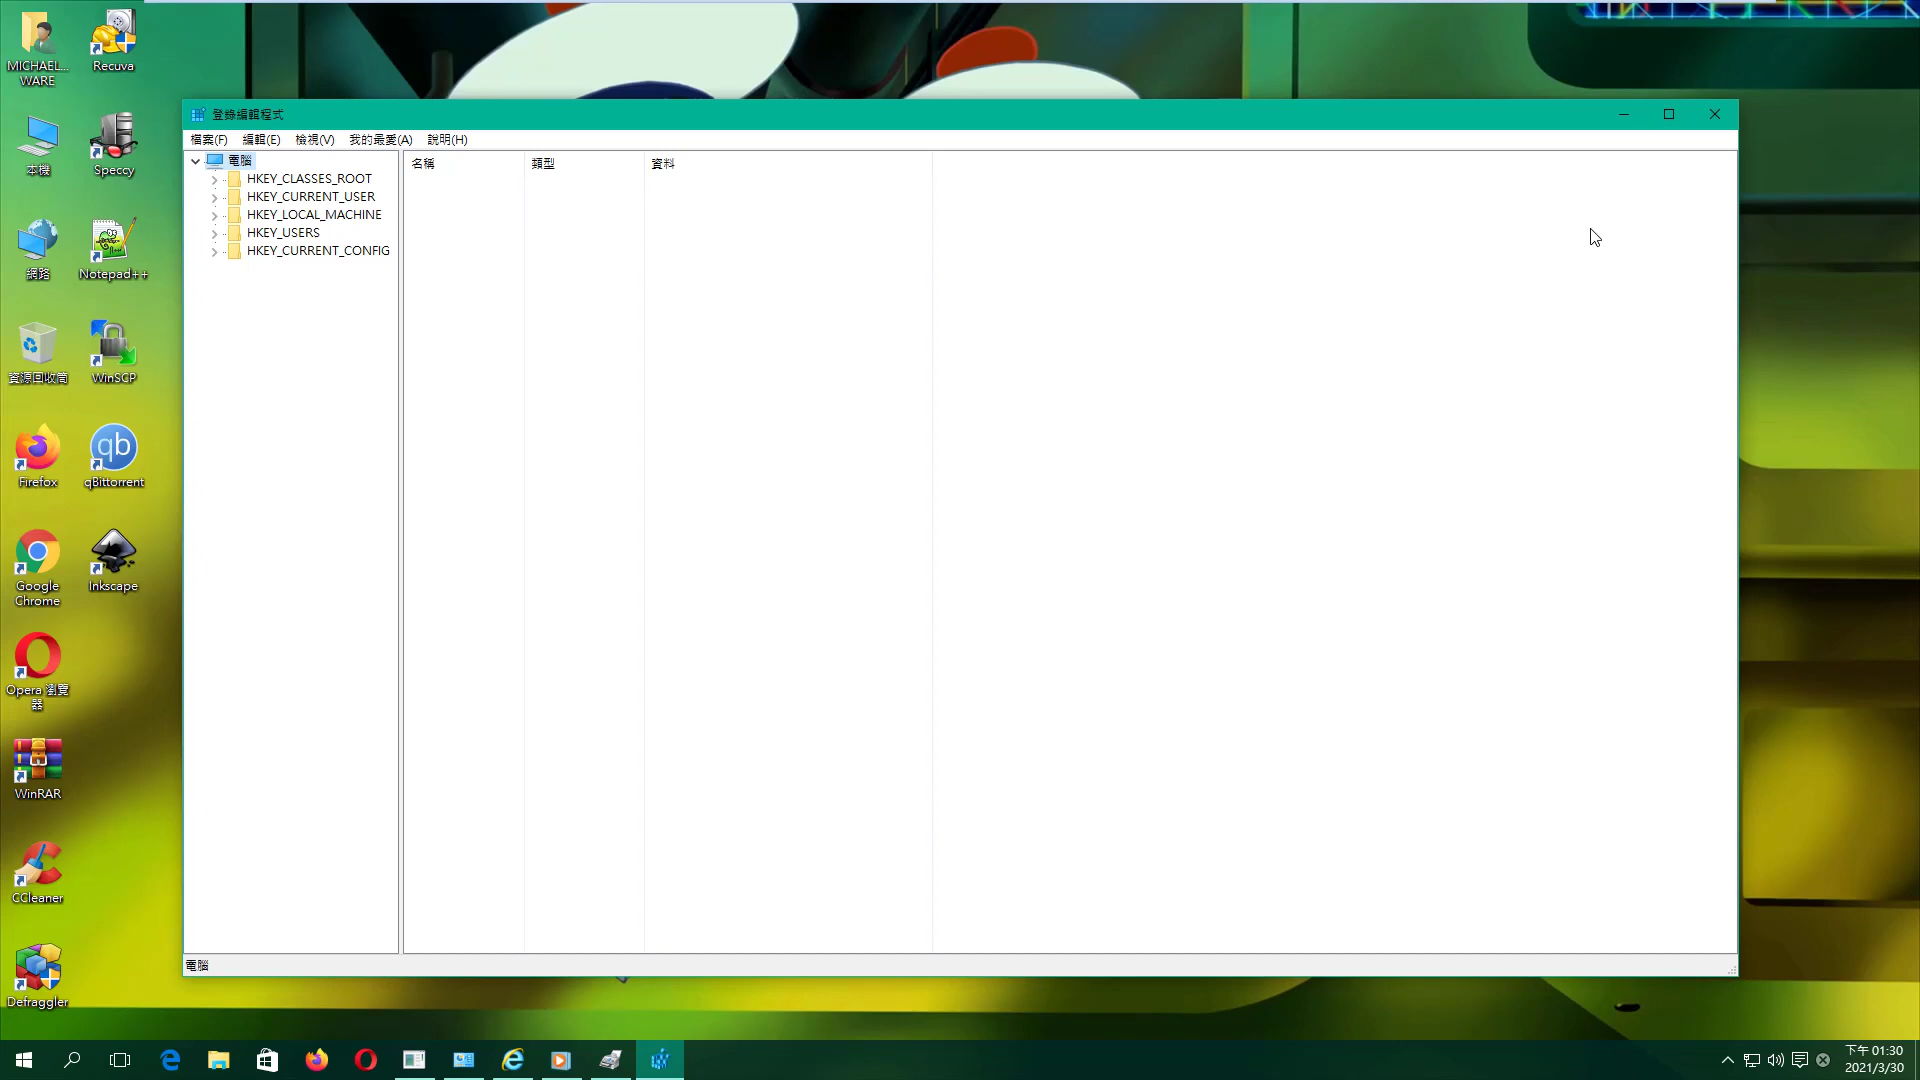 MICHAEL...
WARE
Recuva
本機
Speccy
網路
Notepad++
資源回收筒
WinSCP
Firefox
qBittorrent
Google
Chrome
Inkscape
Opera 瀏覽
器
WinRAR
CCleaner
Defraggler
登錄編輯程式
檔案(F) 編輯(E) 檢視(V) 我的最愛(A) 說明(H)
電腦
HKEY_CLASSES_ROOT
HKEY_CURRENT_USER
HKEY_LOCAL_MACHINE
HKEY_USERS
HKEY_CURRENT_CONFIG
名稱 類型 資料
電腦
下午 01:30
2021/3/30